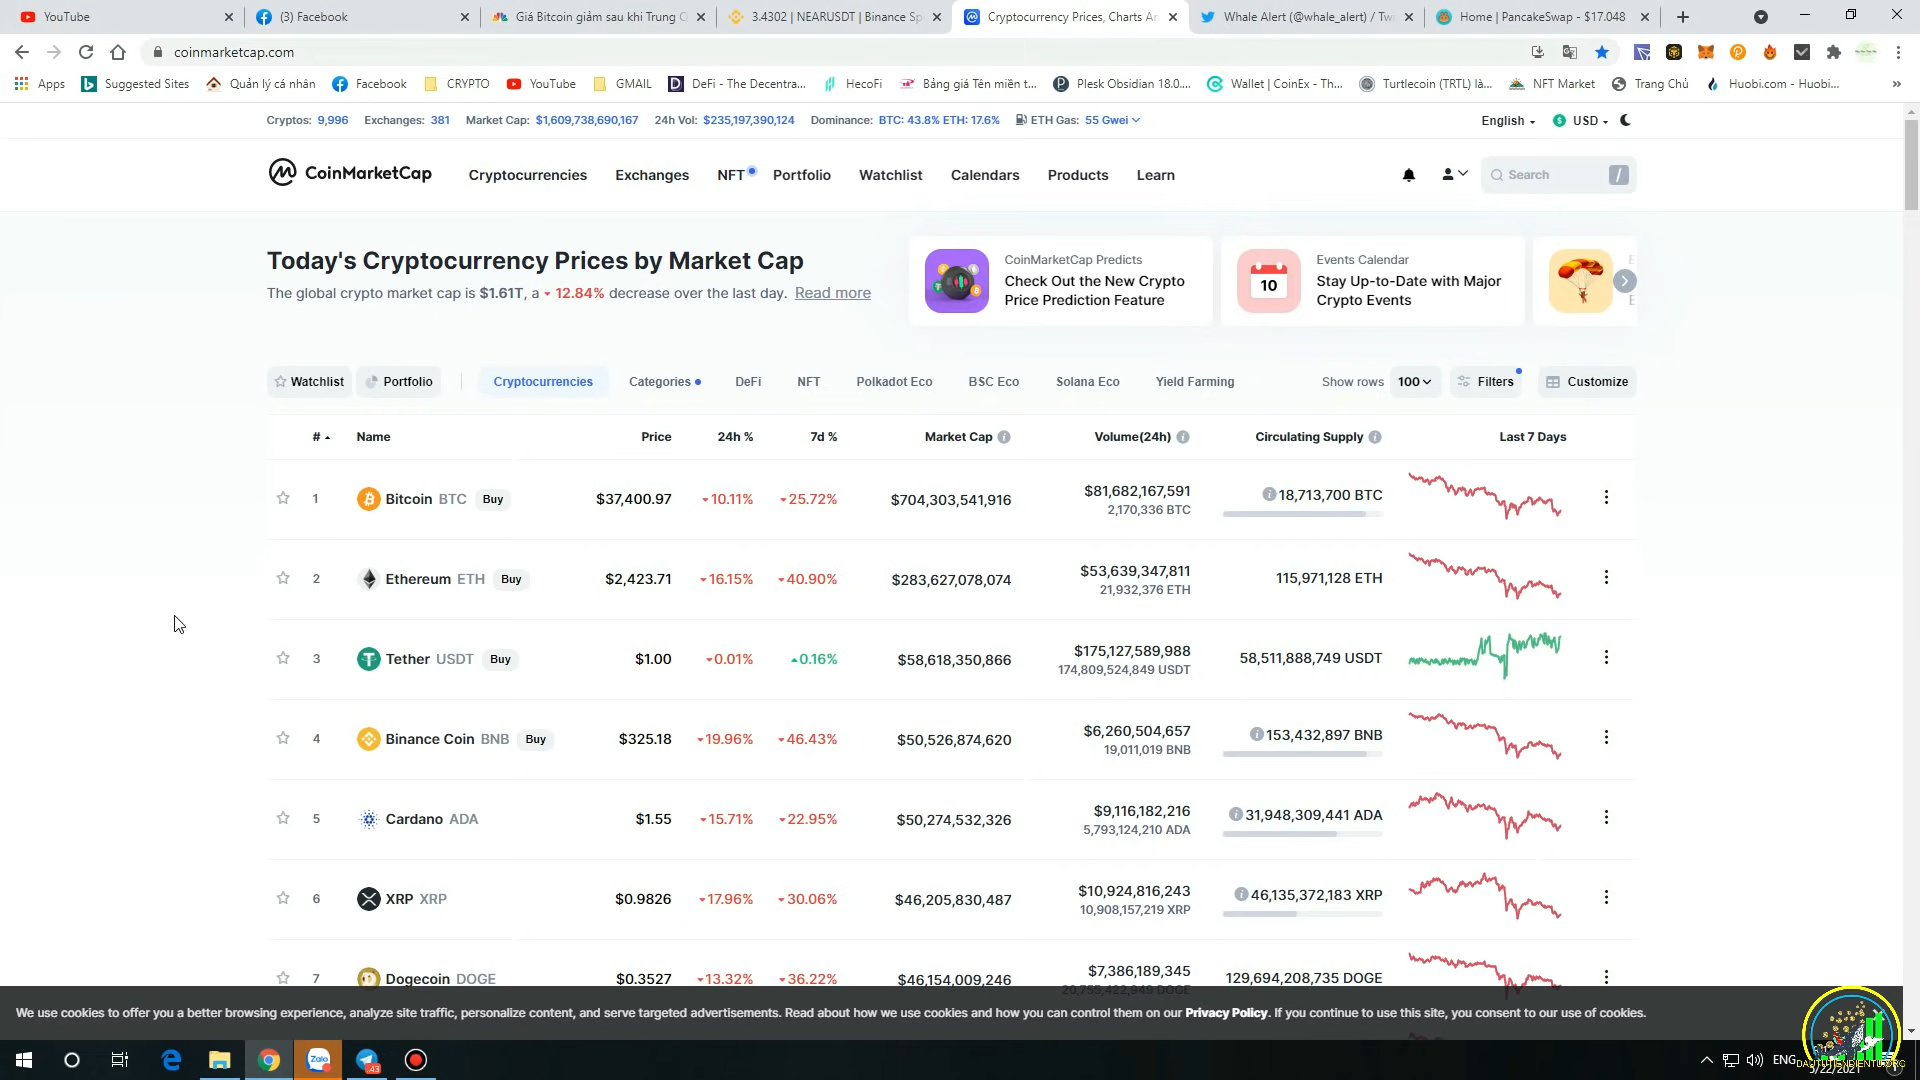 YouTube
(3) Facebook
Giá Bitcoin giảm sau khi Trung Q
3.4302 | NEARUSDT | Binance Sp
Cryptocurrency Prices, Charts An
Whale Alert (@whale_alert) / Tw
Home | PancakeSwap - $17.048
coinmarketcap.com
Apps
Suggested Sites
Quản lý cá nhân
Facebook
CRYPTO
YouTube
GMAIL
DeFi - The Decentra...
HecoFi
Bảng giá Tên miền t...
Plesk Obsidian 18.0....
Wallet | CoinEx - Th...
Turtlecoin (TRTL) là...
NFT Market
Trang Chủ
Huobi.com - Huobi...
Cryptos: 9,996 Exchanges: 381 Market Cap: $1,609,738,690,167 24h Vol: $235,197,390,124 Dominance: BTC: 43.8% ETH: 17.6% ETH Gas: 55 Gwei
English
USD
CoinMarketCap
Cryptocurrencies
Exchanges
NFT
Portfolio
Watchlist
Calendars
Products
Learn
Search
/
Today's Cryptocurrency Prices by Market Cap
The global crypto market cap is $1.61T, a 12.84% decrease over the last day. Read more
CoinMarketCap Predicts
Check Out the New Crypto
Price Prediction Feature
10
Events Calendar
Stay Up-to-Date with Major
Crypto Events
Watchlist
Portfolio
Cryptocurrencies
Categories
DeFi
NFT
Polkadot Eco
BSC Eco
Solana Eco
Yield Farming
Show rows
100
Filters
Customize
# Name Price 24h % 7d % Market Cap Volume(24h) Circulating Supply Last 7 Days
1 Bitcoin BTC Buy $37,400.97 10.11% 25.72% $704,303,541,916 $81,682,167,591 18,713,700 BTC
2,170,336 BTC
2 Ethereum ETH Buy $2,423.71 16.15% 40.90% $283,627,078,074 $53,639,347,811 115,971,128 ETH
21,932,376 ETH
3 Tether USDT Buy $1.00 0.01% 0.16% $58,618,350,866 $175,127,589,988 58,511,888,749 USDT
174,809,524,849 USDT
4 Binance Coin BNB Buy $325.18 19.96% 46.43% $50,526,874,620 $6,260,504,657 153,432,897 BNB
19,011,019 BNB
5 Cardano ADA $1.55 15.71% 22.95% $50,274,532,326 $9,116,182,216 31,948,309,441 ADA
5,793,124,210 ADA
6 XRP XRP $0.9826 17.96% 30.06% $46,205,830,487 $10,924,816,243 46,135,372,183 XRP
10,908,157,219 XRP
7 Dogecoin DOGE $0.3527 13.32% 36.22% $46,154,009,246 $7,386,189,345 129,694,208,735 DOGE
We use cookies to offer you a better browsing experience, analyze site traffic, personalize content, and serve targeted advertisements. Read about how we use cookies and how you can control them on our Privacy Policy. If you continue to use this site, you consent to our use of cookies.
Zalo
43
ENG